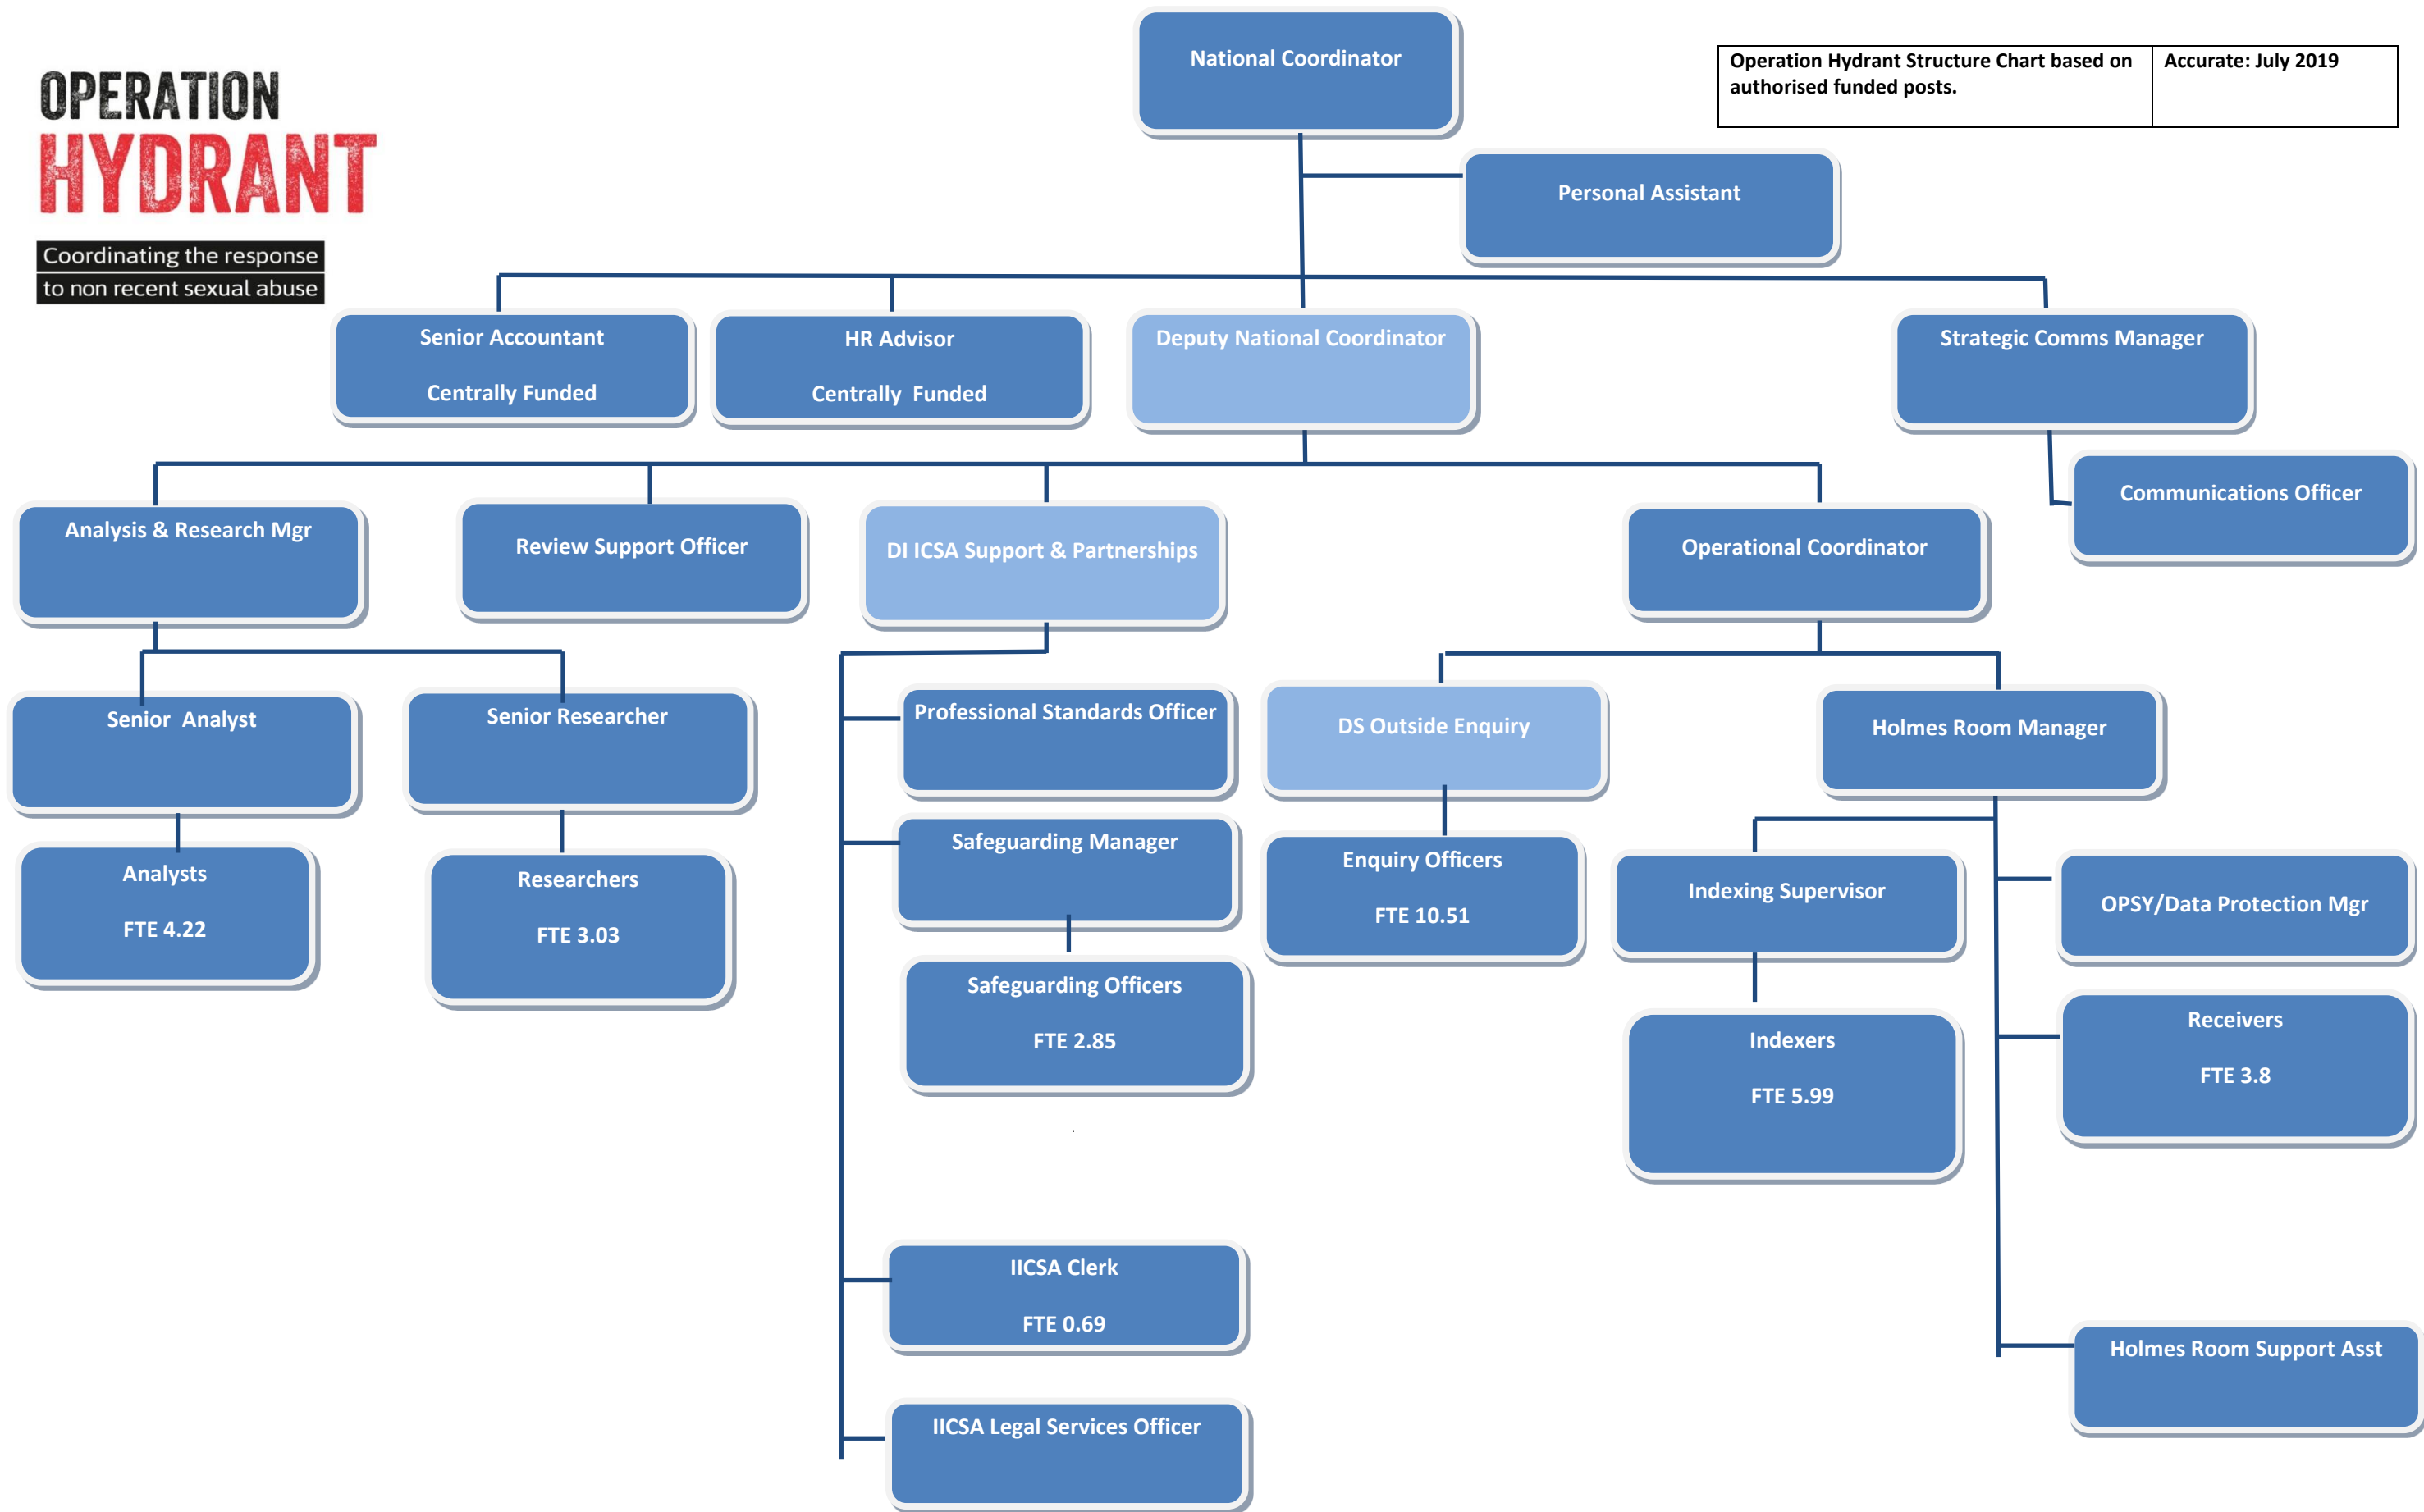 National Coordinator
Operation Hydrant Structure Chart based on
authorised funded posts.
Accurate: July 2019
OPERATION
HYDRANT
Coordinating the response
to non recent sexual abuse
Personal Assistant
Senior Accountant
Centrally Funded
HR Advisor
Centrally  Funded
Deputy National Coordinator
Strategic Comms Manager
Communications Officer
Analysis & Research Mgr
Review Support Officer
DI ICSA Support & Partnerships
Operational Coordinator
Senior  Analyst
Senior Researcher
Professional Standards Officer
DS Outside Enquiry
Holmes Room Manager
Analysts
FTE 4.22
Researchers
FTE 3.03
Safeguarding Manager
Enquiry Officers
FTE 10.51
Indexing Supervisor
OPSY/Data Protection Mgr
Safeguarding Officers
FTE 2.85
Indexers
FTE 5.99
Receivers
FTE 3.8
IICSA Clerk
FTE 0.69
Holmes Room Support Asst
IICSA Legal Services Officer